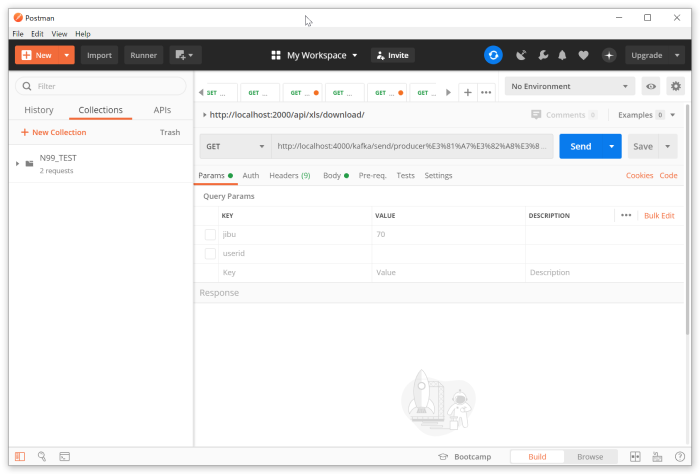 Postman
File Edit View Help
New Import Runner My Workspace Invite Upgrade
Filter
History Collections APIs
+ New Collection Trash
N99_TEST
2 requests
GET ... GET ... GET ... GET ... GET ... GET ... + ••• No Environment
http://localhost:2000/api/xls/download/ Comments 0 Examples 0
GET http://localhost:4000/kafka/send/producer%E3%81%A7%E3%82%A8%E3%8... Send Save
Params Auth Headers (9) Body Pre-req. Tests Settings Cookies Code
Query Params
KEY VALUE DESCRIPTION ••• Bulk Edit
jibu 70
userid
Key Value Description
Response
Bootcamp Build Browse